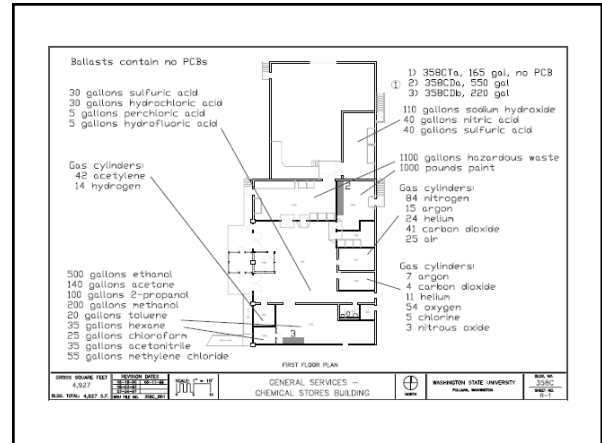 Ballasts contain no PCBs
1) 358CTa, 165 gal, no PCB
① 2) 358CDa, 550 gal
3) 358CDb, 220 gal
30 gallons sulfuric acid
30 gallons hydrochloric acid
5 gallons perchloric acid
5 gallons hydrofluoric acid
110 gallons sodium hydroxide
40 gallons nitric acid
40 gallons sulfuric acid
Gas cylinders:
42 acetylene
14 hydrogen
1100 gallons hazardous waste
1000 pounds paint
2
Gas cylinders:
84 nitrogen
15 argon
24 helium
41 carbon dioxide
25 air
Gas cylinders:
7 argon
4 carbon dioxide
11 helium
54 oxygen
5 chlorine
3 nitrous oxide
500 gallons ethanol
140 gallons acetone
100 gallons 2-propanol
200 gallons methanol
20 gallons toluene
35 gallons hexane
25 gallons chloroform
35 gallons acetonitrile
55 gallons methylene chloride
3
FIRST FLOOR PLAN
GROSS SQUARE FEET
4,927
BLDG. TOTAL: 4,927 S.F.
REVISION DATES
SCALE: 1" = 10'
GENERAL SERVICES –
CHEMICAL STORES BUILDING
NORTH
WASHINGTON STATE UNIVERSITY
PULLMAN, WASHINGTON
BLDG. NO.
358C
SHEET NO.
R-1